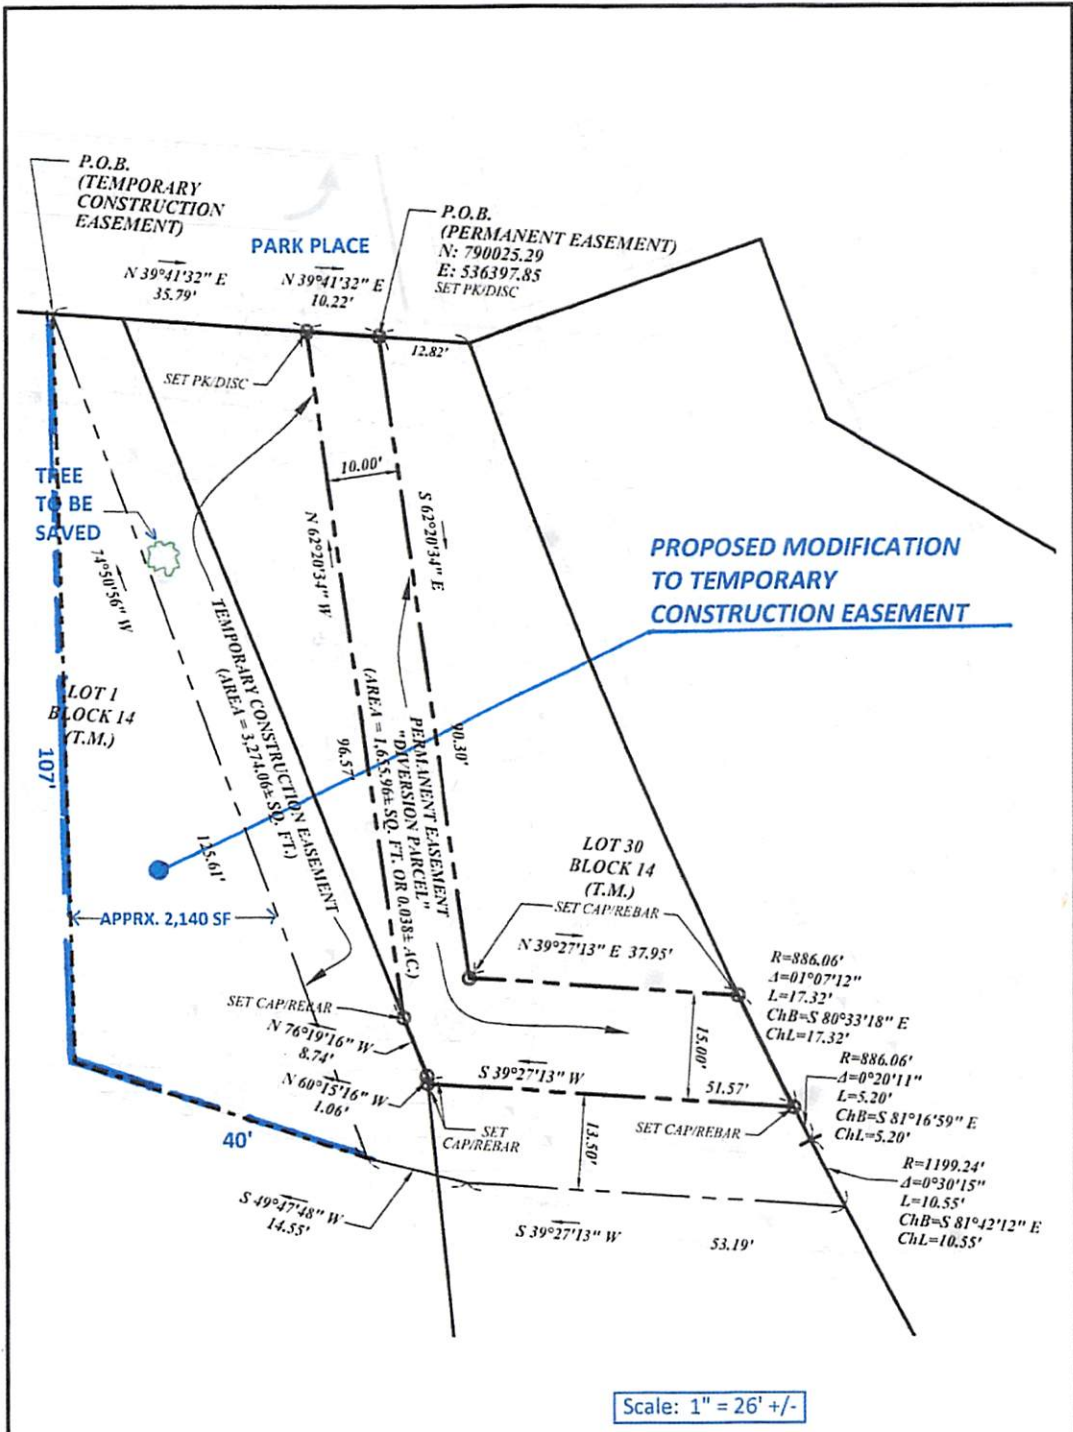 P.O.B.
(TEMPORARY
CONSTRUCTION
EASEMENT)
P.O.B.
(PERMANENT EASEMENT)
N: 790025.29
E: 536397.85
SET PK/DISC
PARK PLACE
N 39°41'32" E
35.79'
N 39°41'32" E
10.22'
12.82'
SET PK/DISC
10.00'
TREE
TO BE
SAVED
74°50'56" W
N 62°20'34" W
S 62°20'34" E
PROPOSED MODIFICATION
TO TEMPORARY
CONSTRUCTION EASEMENT
TEMPORARY CONSTRUCTION EASEMENT
(AREA = 3,274.06± SQ. FT.)
LOT 1
BLOCK 14
(T.M.)
107'
125.61'
96.57'
90.30'
PERMANENT EASEMENT
"DIVERSION PARCEL"
(AREA = 1,655.96± SQ. FT. OR 0.038± AC.)
APPRX. 2,140 SF
LOT 30
BLOCK 14
(T.M.)
SET CAP/REBAR
N 39°27'13" E 37.95'
R=886.06'
Δ=01°07'12"
L=17.32'
ChB=S 80°33'18" E
ChL=17.32'
SET CAP/REBAR
N 76°19'16" W
8.74'
N 60°15'16" W
1.06'
S 39°27'13" W
15.00'
51.57'
R=886.06'
Δ=0°20'11"
L=5.20'
ChB=S 81°16'59" E
ChL=5.20'
SET
CAP/REBAR
13.50'
SET CAP/REBAR
40'
R=1199.24'
Δ=0°30'15"
L=10.55'
ChB=S 81°42'12" E
ChL=10.55'
S 49°47'48" W
14.55'
S 39°27'13" W
53.19'
Scale: 1" = 26' +/-